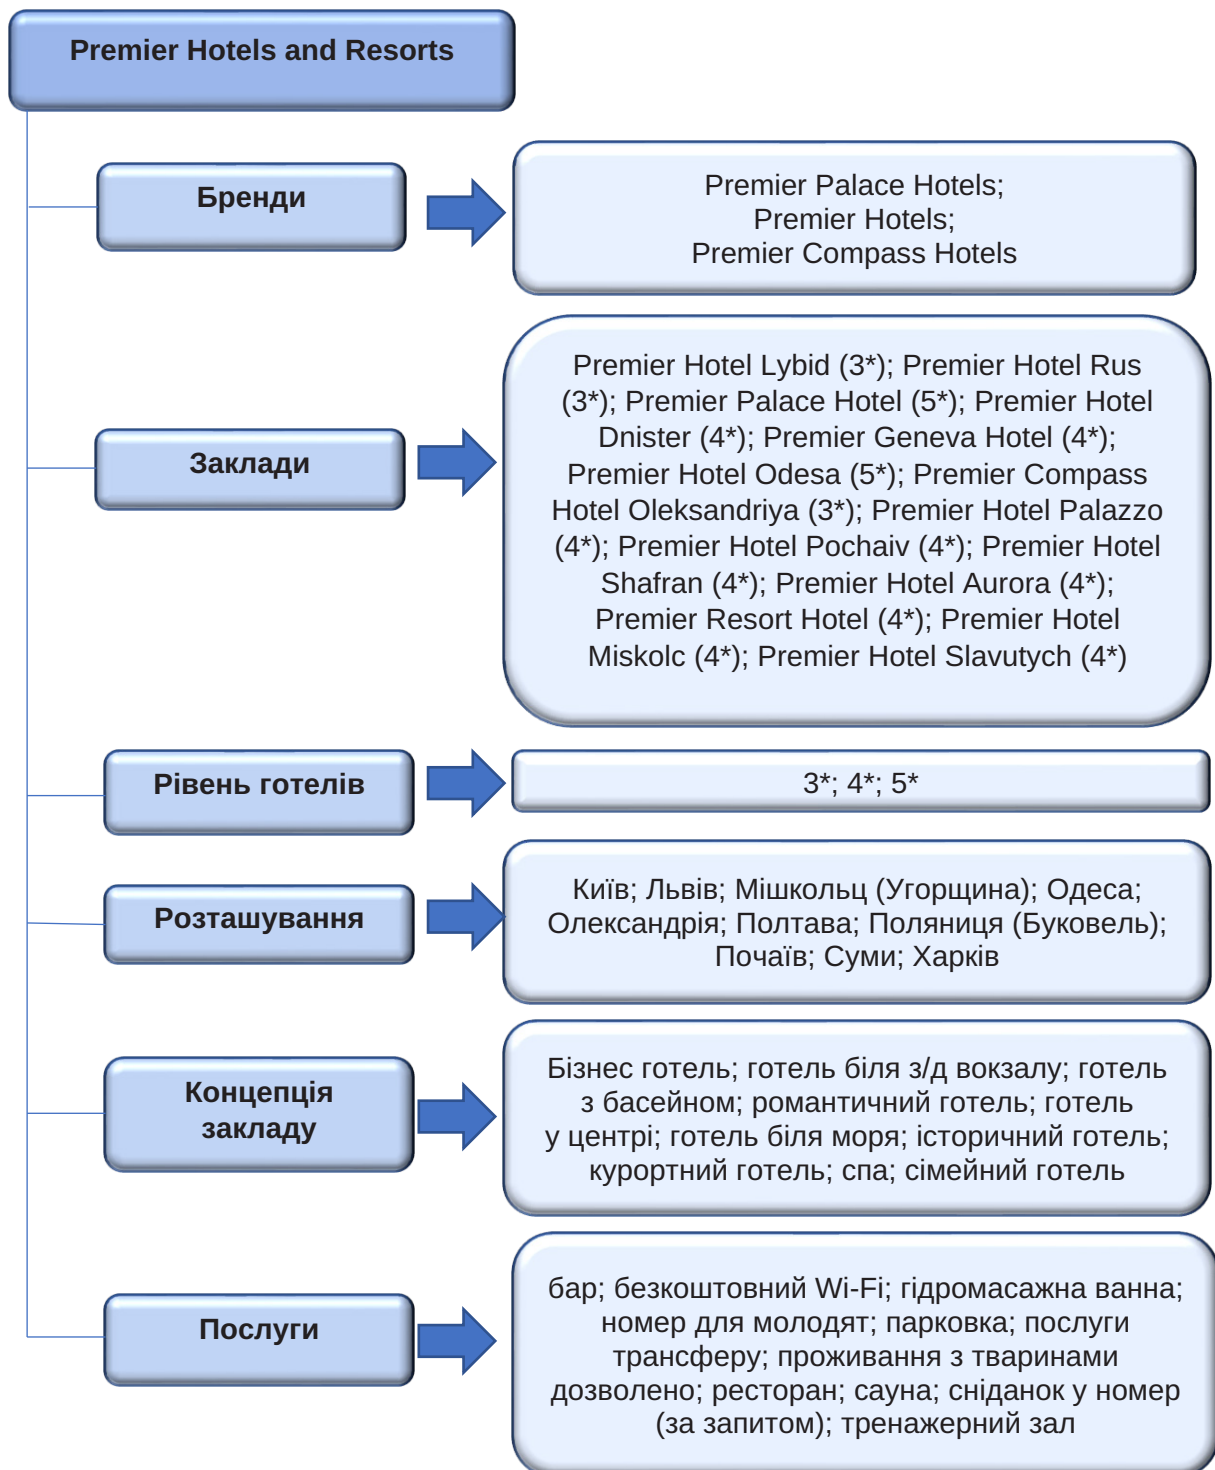 Premier Hotels and Resorts
Бренди
Premier Palace Hotels;
Premier Hotels;
Premier Compass Hotels
Заклади
Premier Hotel Lybid (3*); Premier Hotel Rus
(3*); Premier Palace Hotel (5*); Premier Hotel
Dnister (4*); Premier Geneva Hotel (4*);
Premier Hotel Odesa (5*); Premier Compass
Hotel Oleksandriya (3*); Premier Hotel Palazzo
(4*); Premier Hotel Pochaiv (4*); Premier Hotel
Shafran (4*); Premier Hotel Aurora (4*);
Premier Resort Hotel (4*); Premier Hotel
Miskolc (4*); Premier Hotel Slavutych (4*)
Рівень готелів
3*; 4*; 5*
Розташування
Київ; Львів; Мішкольц (Угорщина); Одеса;
Олександрія; Полтава; Поляниця (Буковель);
Почаїв; Суми; Харків
Концепція
закладу
Бізнес готель; готель біля з/д вокзалу; готель
з басейном; романтичний готель; готель
у центрі; готель біля моря; історичний готель;
курортний готель; спа; сімейний готель
Послуги
бар; безкоштовний Wi-Fi; гідромасажна ванна;
номер для молодят; парковка; послуги
трансферу; проживання з тваринами
дозволено; ресторан; сауна; сніданок у номер
(за запитом); тренажерний зал